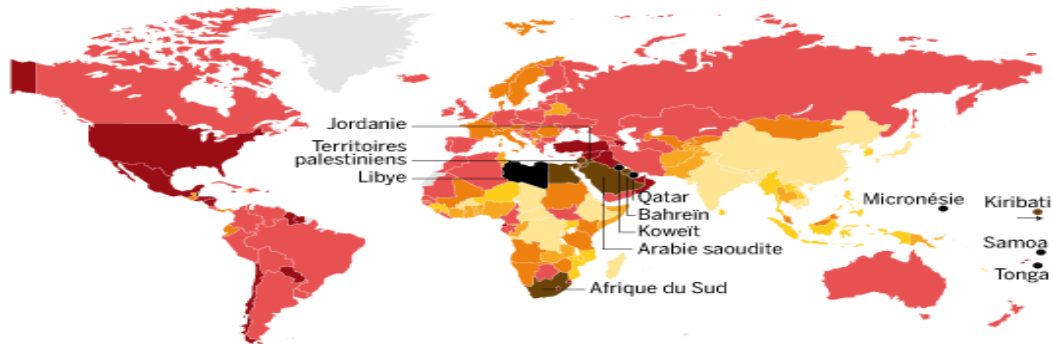 Jordanie
Territoires
palestiniens
Libye
Qatar
Bahreïn
Koweït
Arabie saoudite
Afrique du Sud
Micronésie
Kiribati
Samoa
Tonga